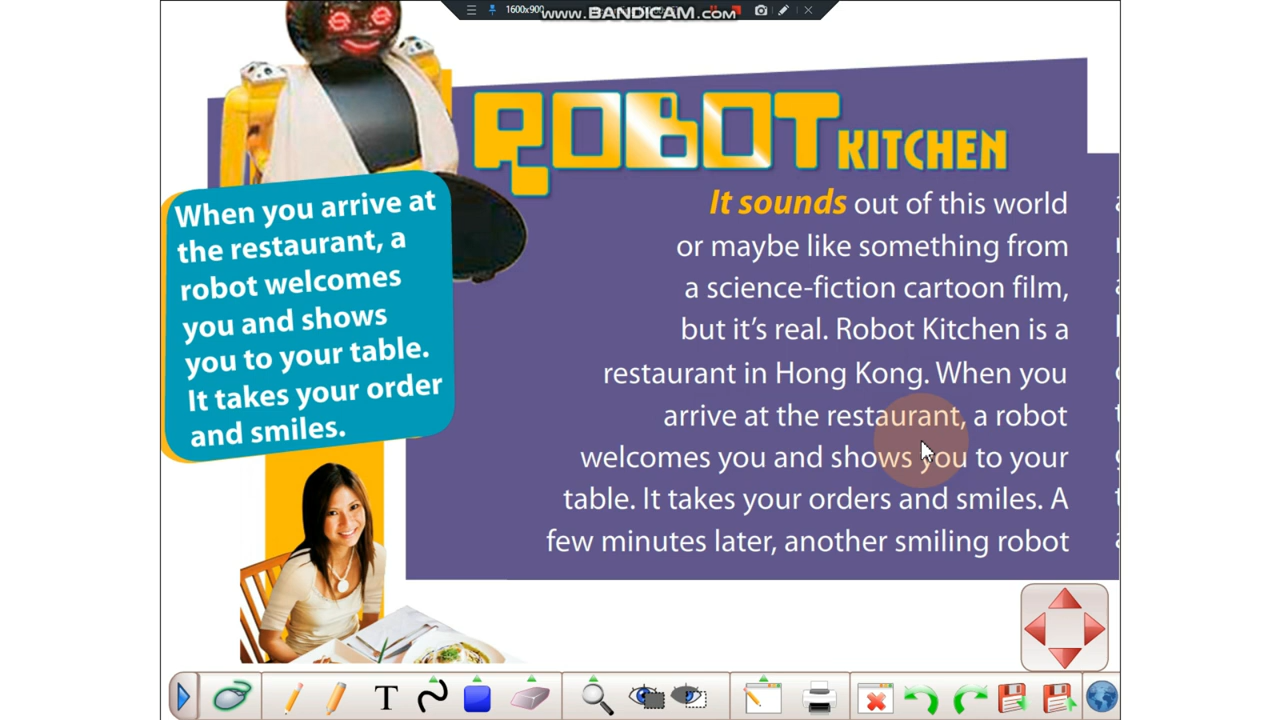 1600x900
www.BANDICAM.com
ROBOT KITCHEN
When you arrive at
the restaurant, a
robot welcomes
you and shows
you to your table.
It takes your order
and smiles.
It sounds out of this world
or maybe like something from
a science-fiction cartoon film,
but it's real. Robot Kitchen is a
restaurant in Hong Kong. When you
arrive at the restaurant, a robot
welcomes you and shows you to your
table. It takes your orders and smiles. A
few minutes later, another smiling robot
T